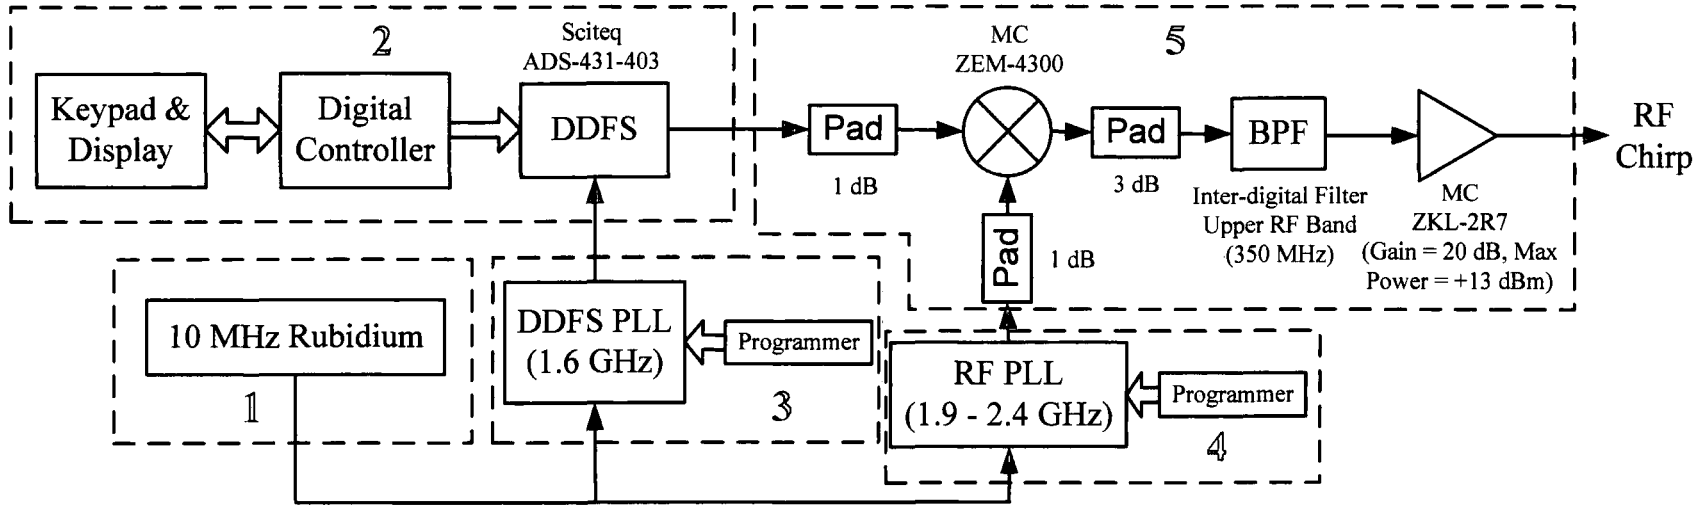 2
Sciteq
ADS-431-403
Keypad &
Display
Digital
Controller
DDFS
5
MC
ZEM-4300
Pad
1 dB
Pad
3 dB
BPF
Inter-digital Filter
Upper RF Band
(350 MHz)
MC
ZKL-2R7
(Gain = 20 dB, Max
Power = +13 dBm)
RF
Chirp
Pad
1 dB
10 MHz Rubidium
1
DDFS PLL
(1.6 GHz)
Programmer
3
RF PLL
(1.9 - 2.4 GHz)
Programmer
4